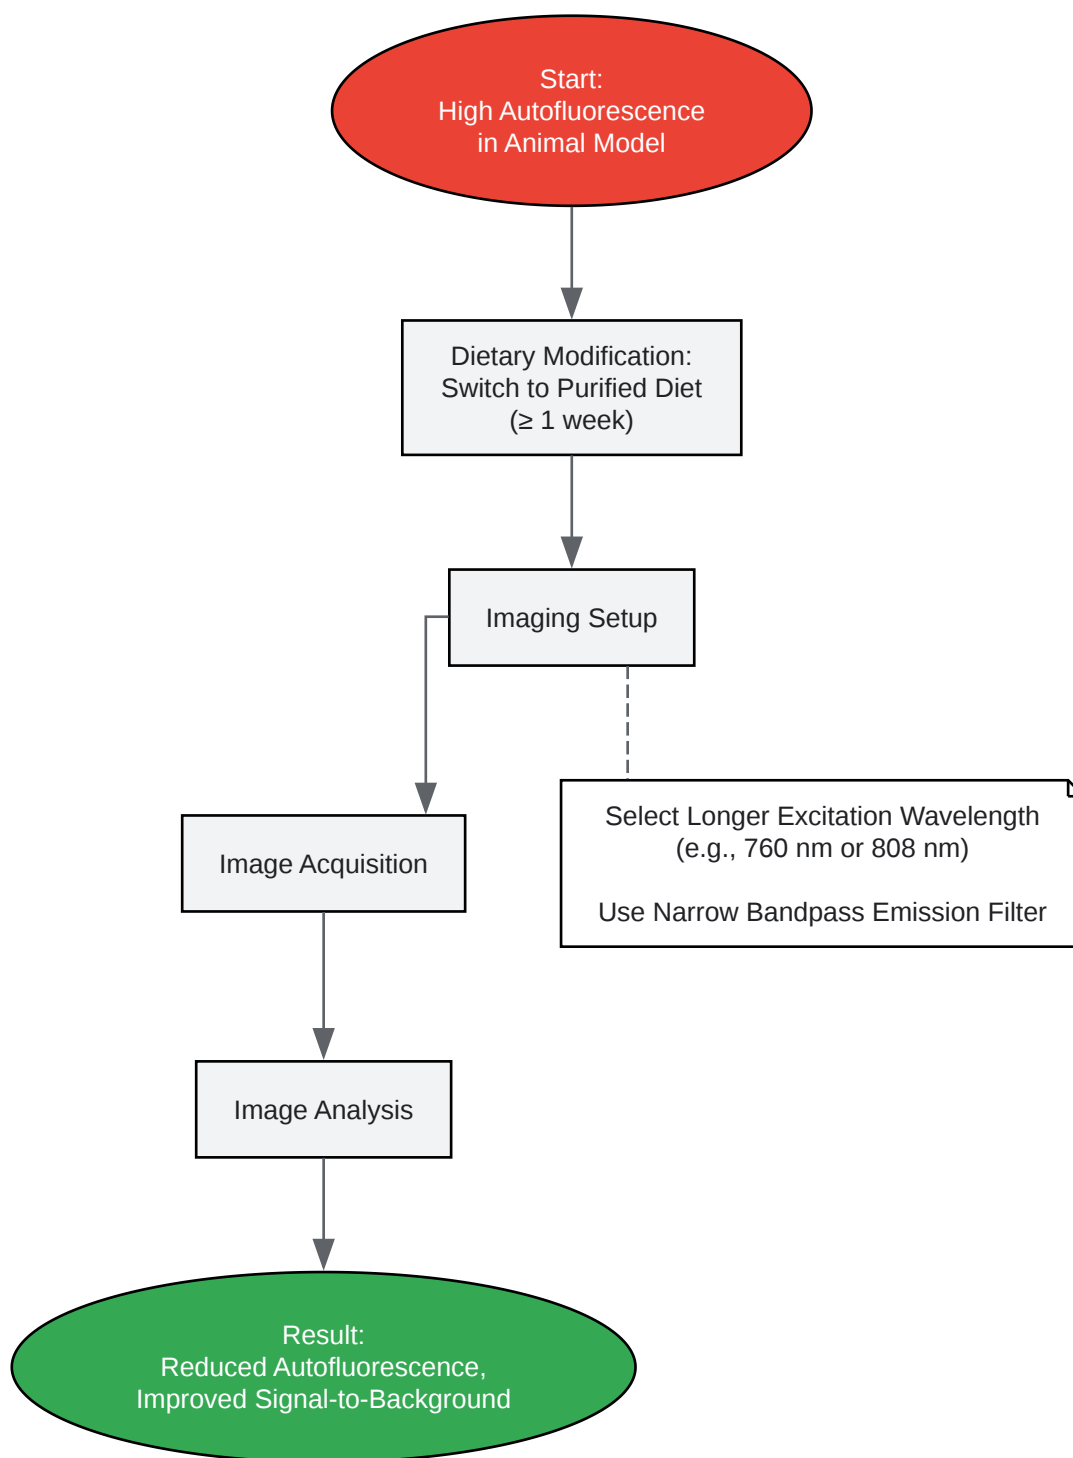 Start:
High Autofluorescence
in Animal Model
Dietary Modification:
Switch to Purified Diet
(≥ 1 week)
Imaging Setup
Select Longer Excitation Wavelength
(e.g., 760 nm or 808 nm)
Use Narrow Bandpass Emission Filter
Image Acquisition
Image Analysis
Result:
Reduced Autofluorescence,
Improved Signal-to-Background